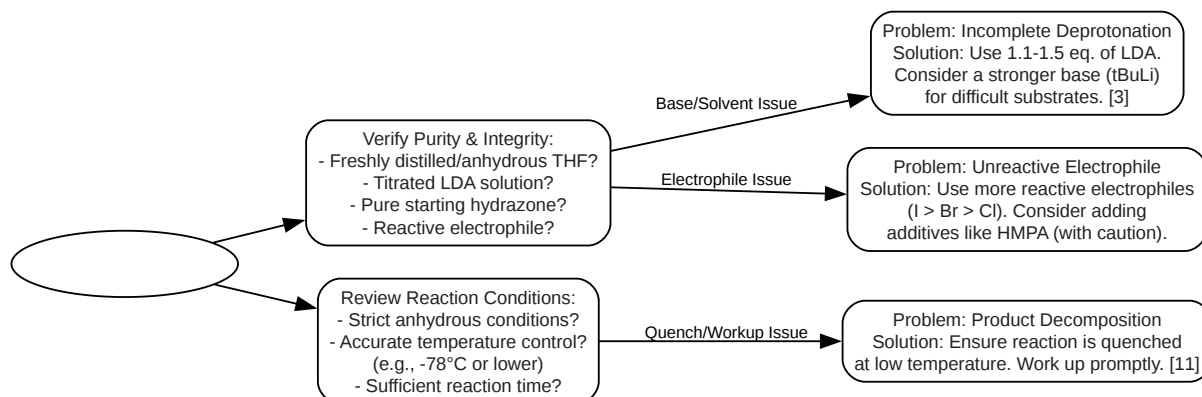 Problem: Incomplete Deprotonation
Solution: Use 1.1-1.5 eq. of LDA.
Consider a stronger base (tBuLi)
for difficult substrates. [3]
Base/Solvent Issue
Verify Purity & Integrity:
- Freshly distilled/anhydrous THF?
- Titrated LDA solution?
- Pure starting hydrazone?
- Reactive electrophile?
Electrophile Issue
Problem: Unreactive Electrophile
Solution: Use more reactive electrophiles
(I > Br > Cl). Consider adding
additives like HMPA (with caution).
Review Reaction Conditions:
- Strict anhydrous conditions?
- Accurate temperature control?
(e.g., -78°C or lower)
- Sufficient reaction time?
Quench/Workup Issue
Problem: Product Decomposition
Solution: Ensure reaction is quenched
at low temperature. Work up promptly. [11]